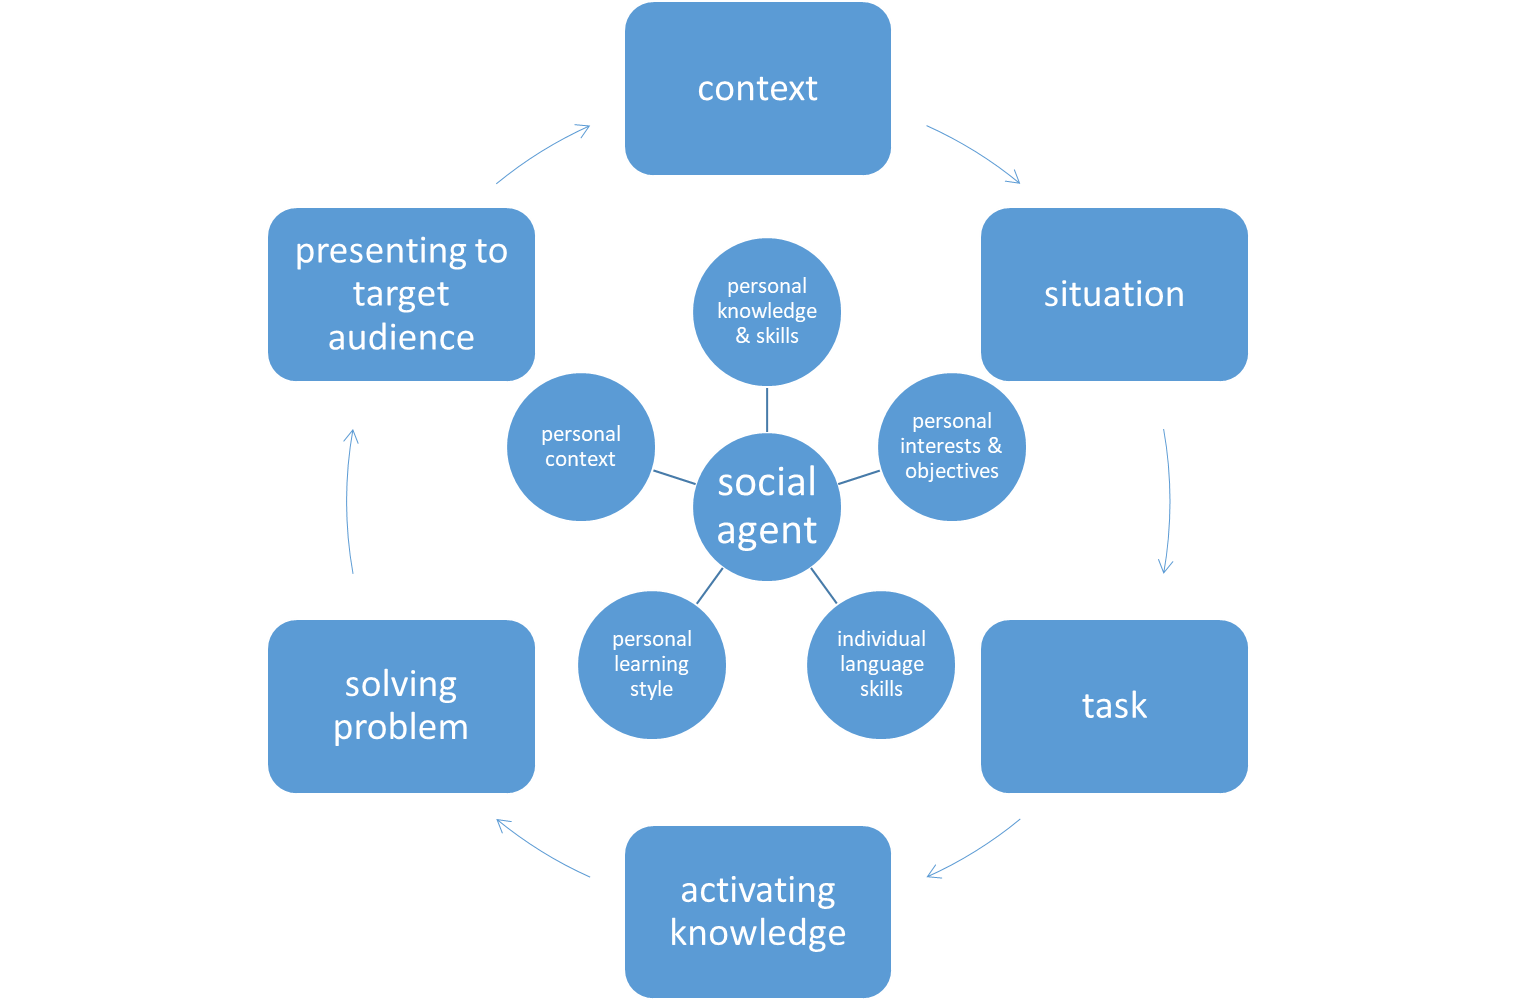 context
presenting to
target
audience
situation
personal
knowledge
& skills
personal
context
personal
interests &
objectives
social
agent
personal
learning
style
individual
language
skills
solving
problem
task
activating
knowledge